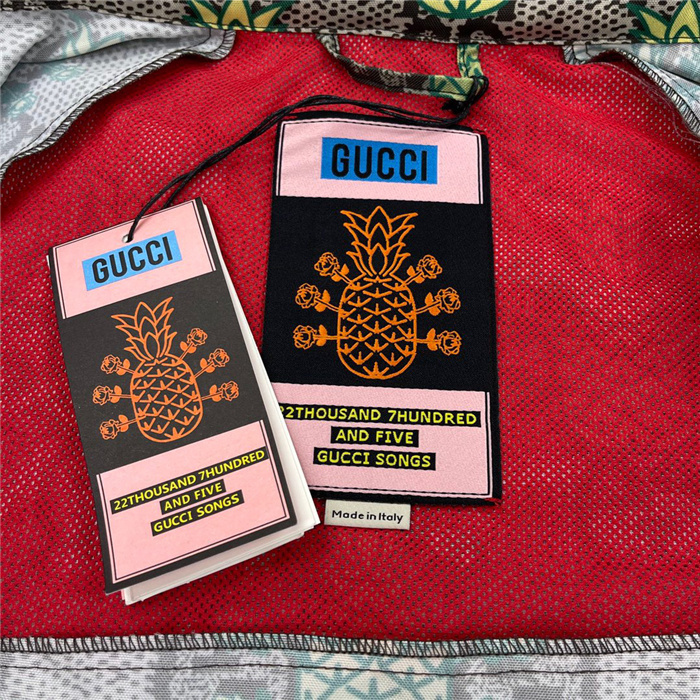 GUCCI
22THOUSAND 7HUNDRED
AND FIVE
GUCCI SONGS
GUCCI
22THOUSAND 7HUNDRED
AND FIVE
GUCCI SONGS
Made in Italy